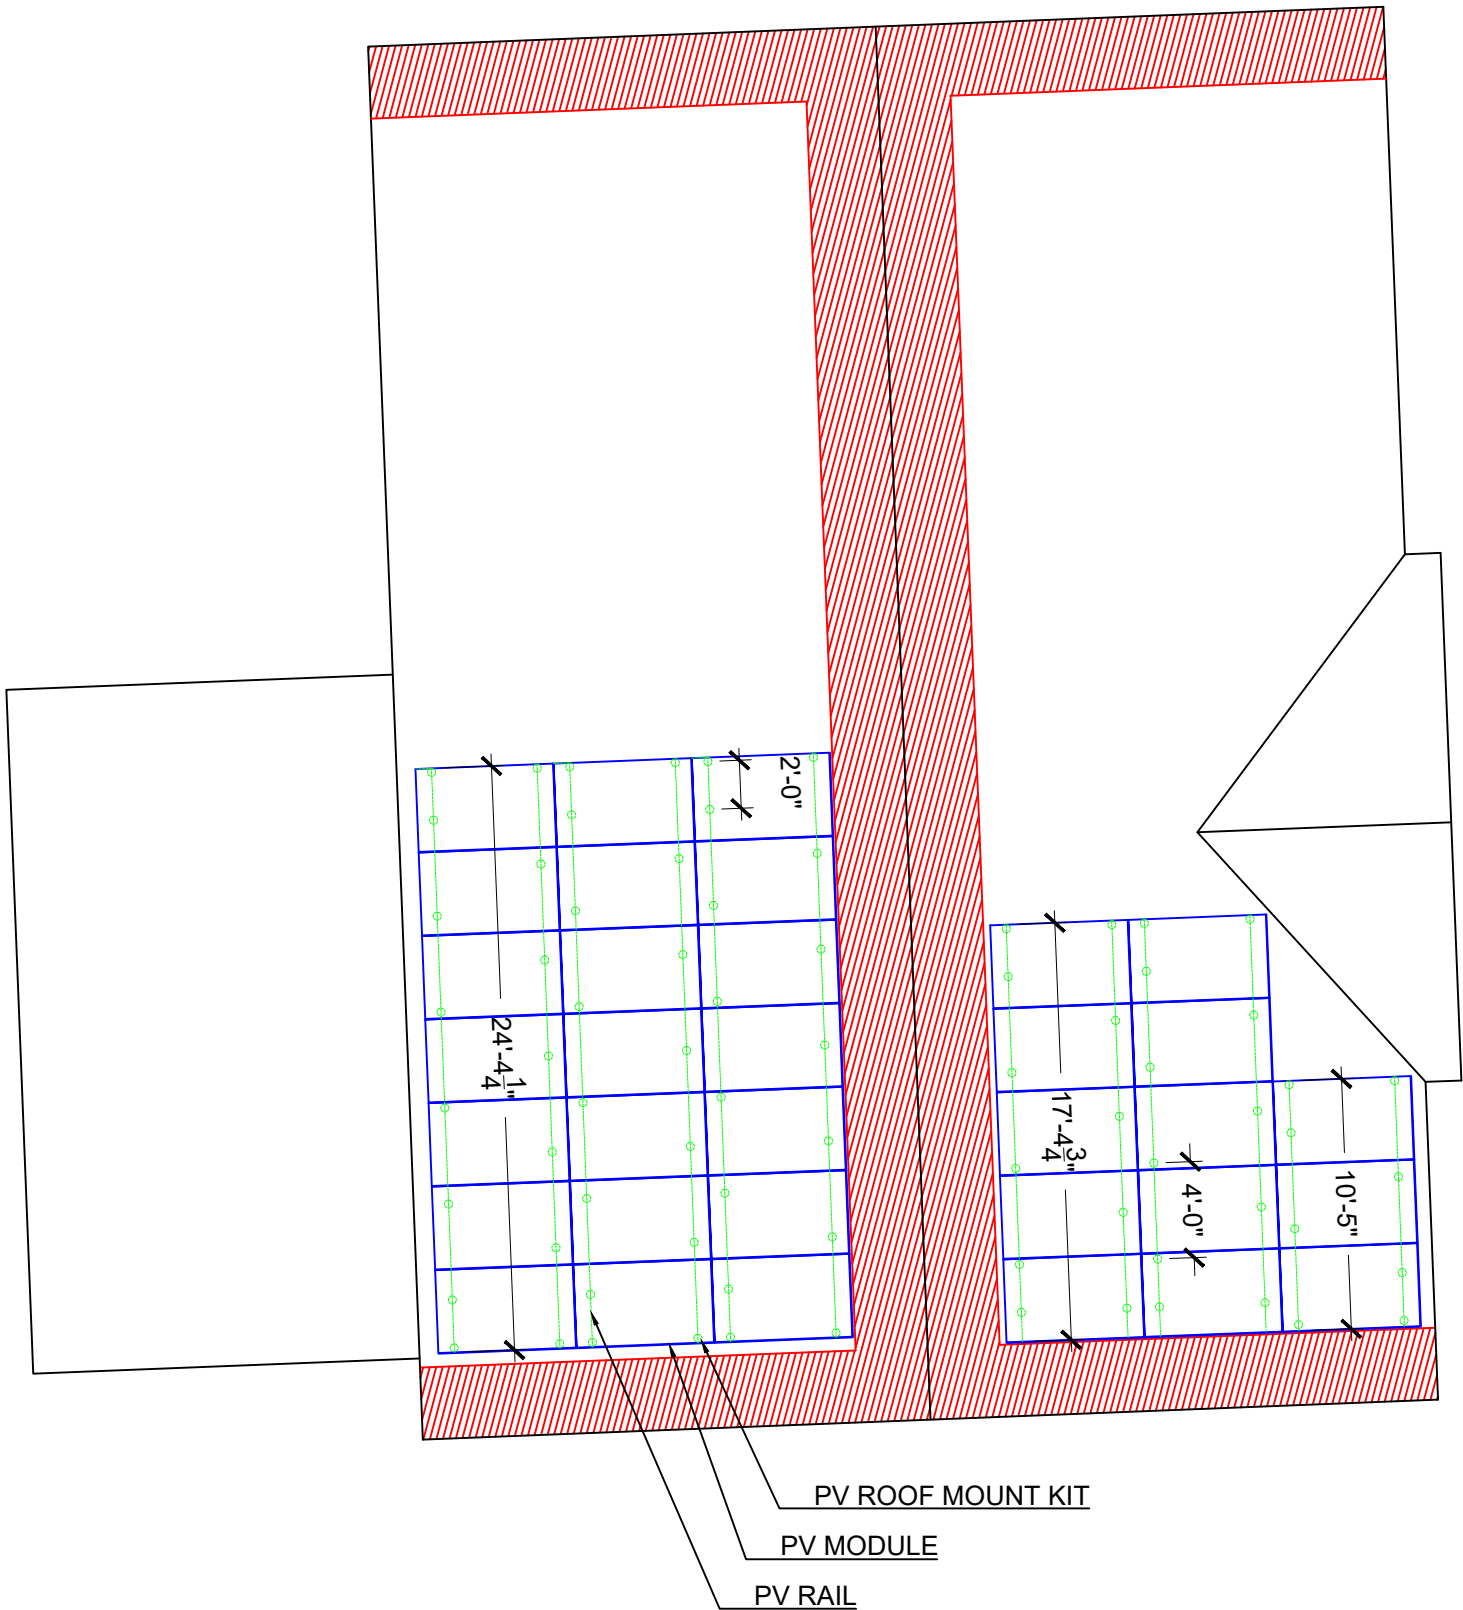 2'-0"
24'-4 1/4"
17'-4 3/4"
4'-0"
10'-5"
PV ROOF MOUNT KIT
PV MODULE
PV RAIL